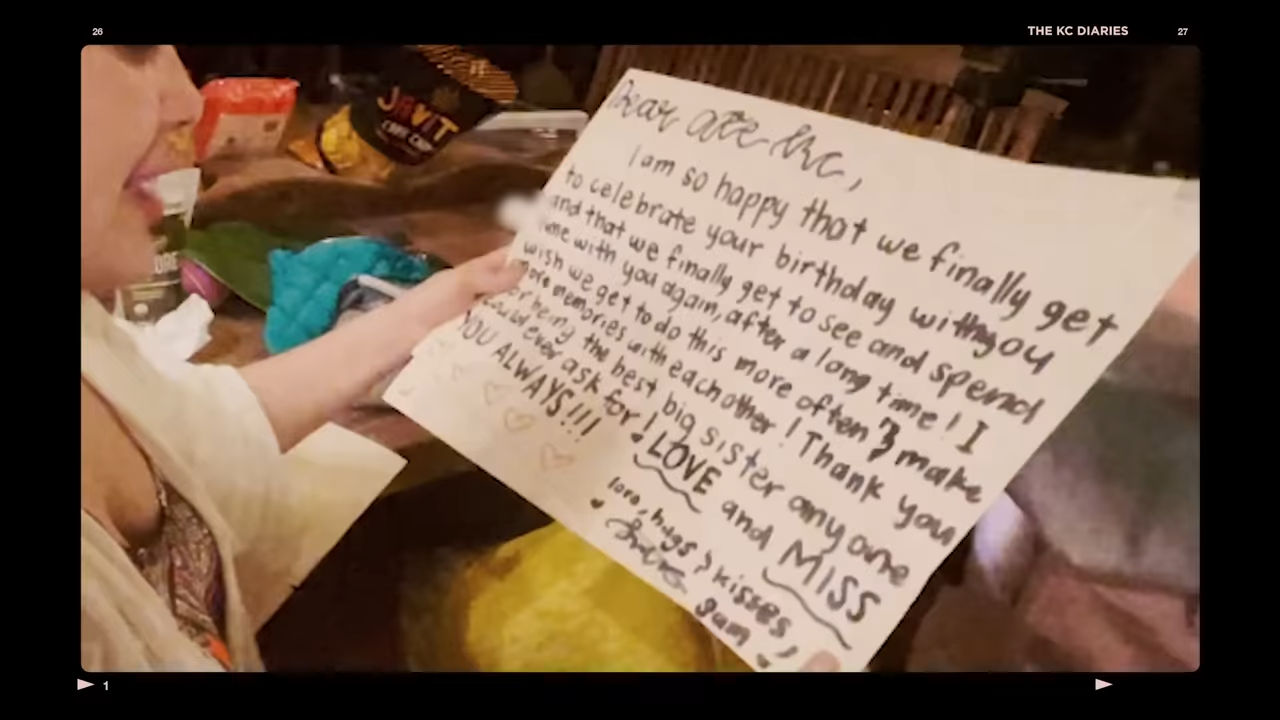 26
THE KC DIARIES
27
JAVIT
Dear ate kc,
I am so happy that we finally get
to celebrate your birthday with you
and that we finally get to see and spend
time with you again, after a long time! I
wish we get to do this more often & make
more memories with each other! Thank you
for being the best big sister anyone
could ever ask for! I LOVE and MISS
YOU ALWAYS!!!
love, hugs & kisses,
gum
1